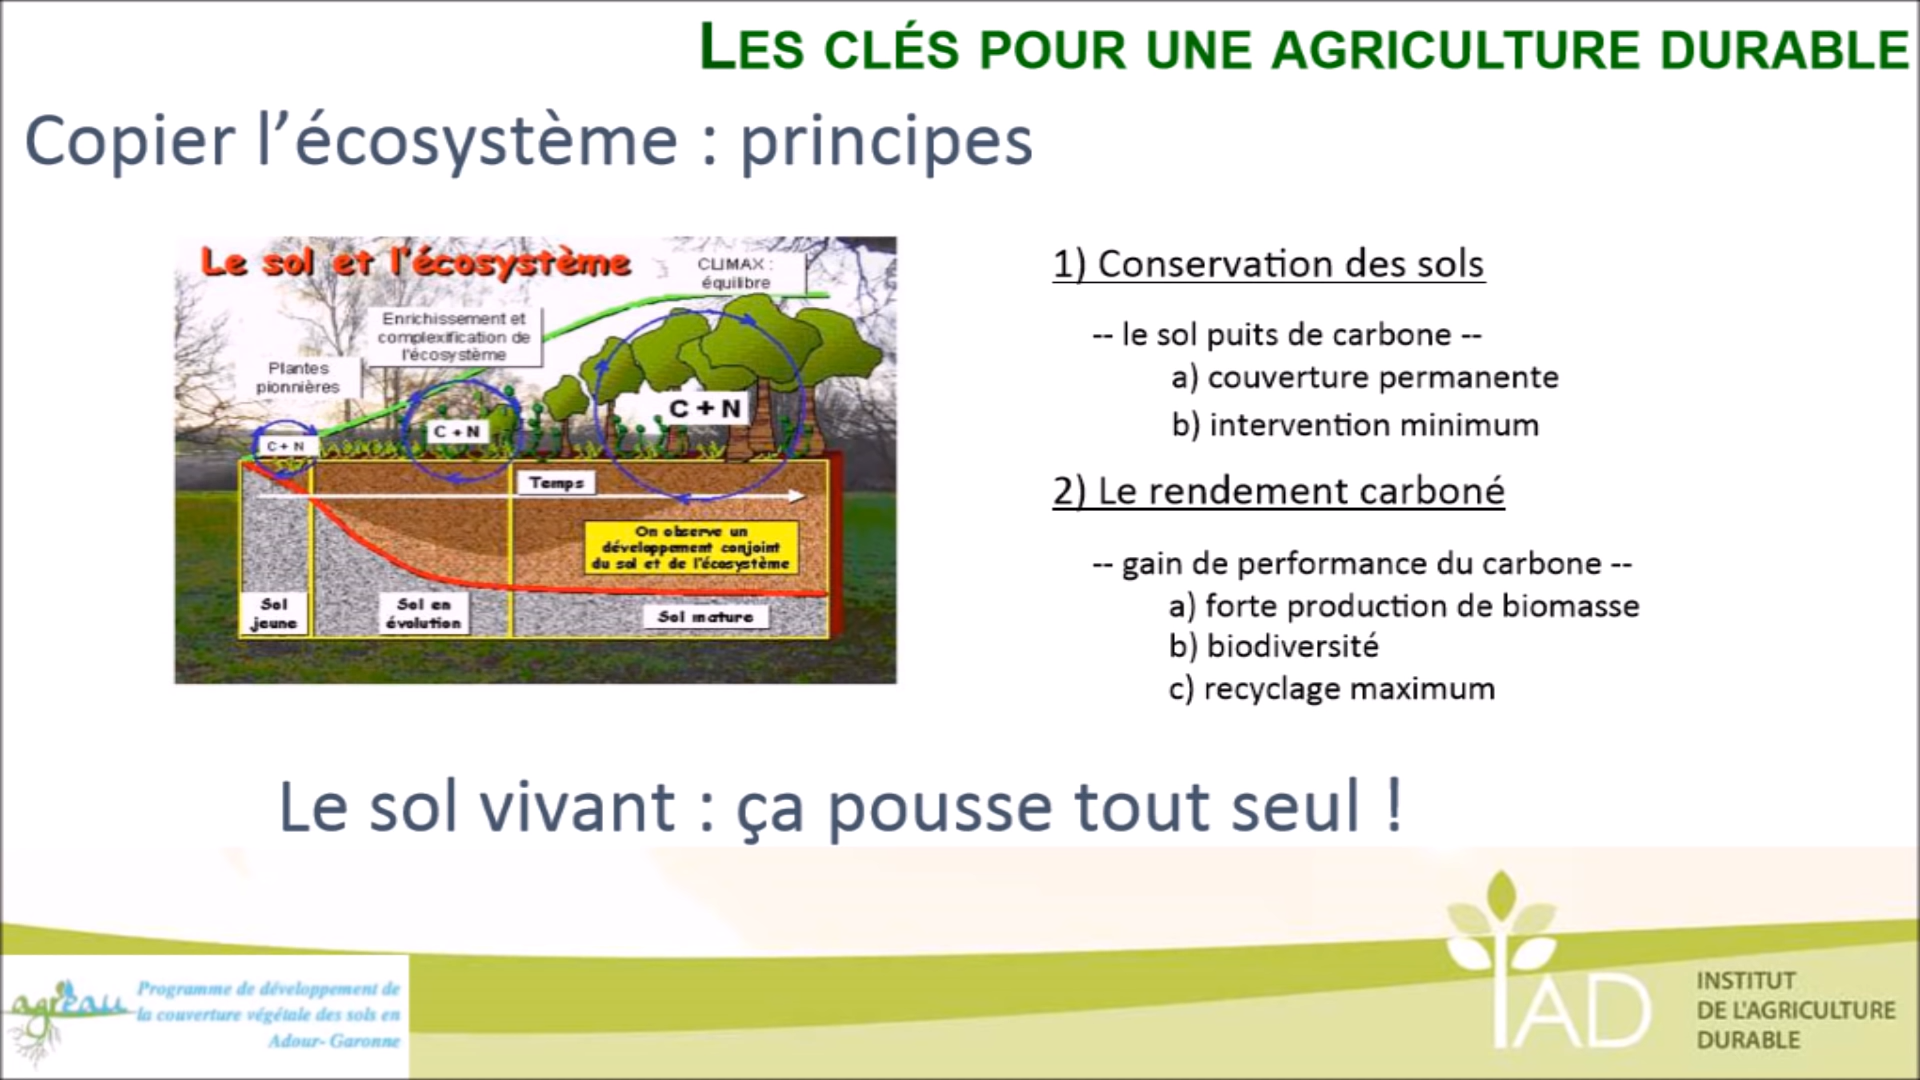 LES CLÉS POUR UNE AGRICULTURE DURABLE
Copier l'écosystème : principes
Le sol et l'écosystème
CLIMAX :
équilibre
Enrichissement et
complexification de
l'écosystème
Plantes
pionnières
C + N
C + N
C + N
Temps
On observe un
développement conjoint
du sol et de l'écosystème
Sol
jeune
Sol en
évolution
Sol mature
1) Conservation des sols
-- le sol puits de carbone --
a) couverture permanente
b) intervention minimum
2) Le rendement carboné
-- gain de performance du carbone --
a) forte production de biomasse
b) biodiversité
c) recyclage maximum
Le sol vivant : ça pousse tout seul !
agr'eau
Programme de développement de
la couverture végétale des sols en
Adour- Garonne
IAD
INSTITUT
DE L'AGRICULTURE
DURABLE